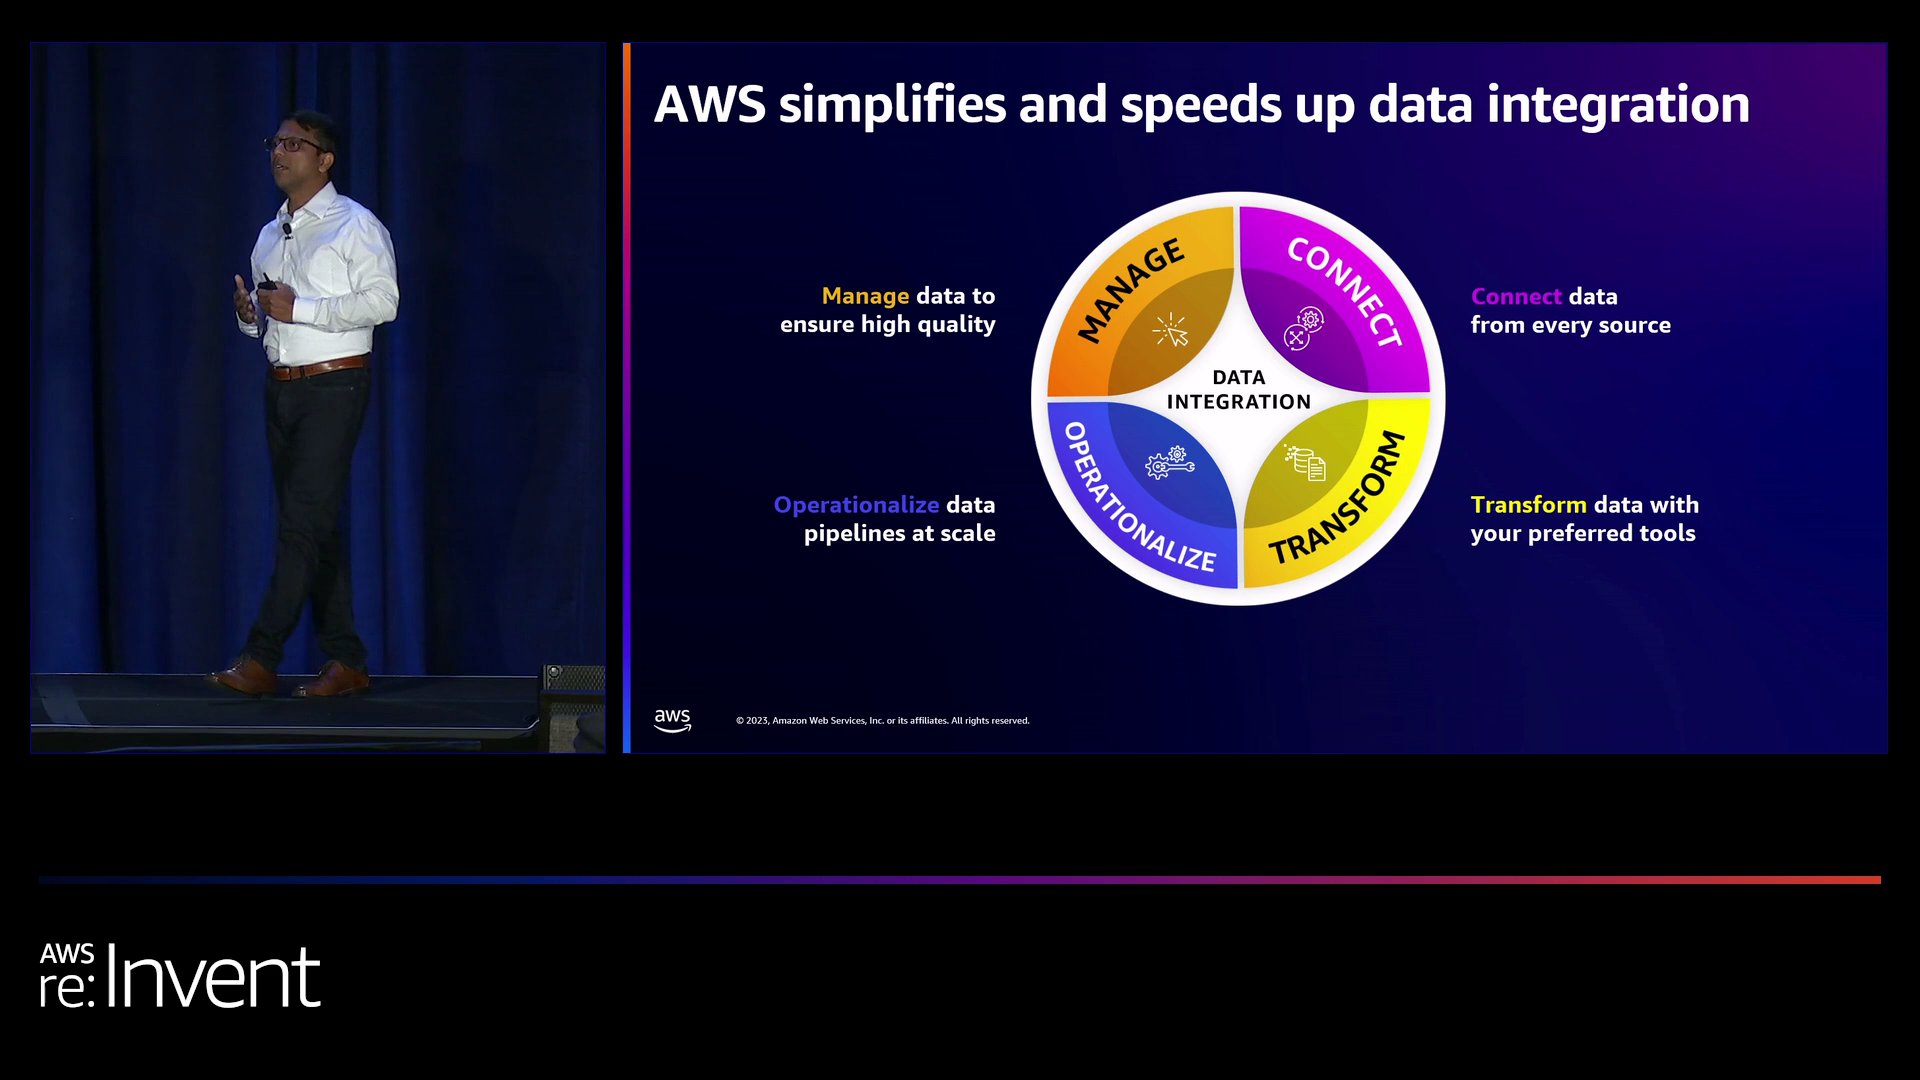 AWS simplifies and speeds up data integration
Manage data to
ensure high quality
MANAGE
CONNECT
Connect data
from every source
DATA
INTEGRATION
Operationalize data
pipelines at scale
OPERATIONALIZE
TRANSFORM
Transform data with
your preferred tools
aws
© 2023, Amazon Web Services, Inc. or its affiliates. All rights reserved.
AWS
re:Invent